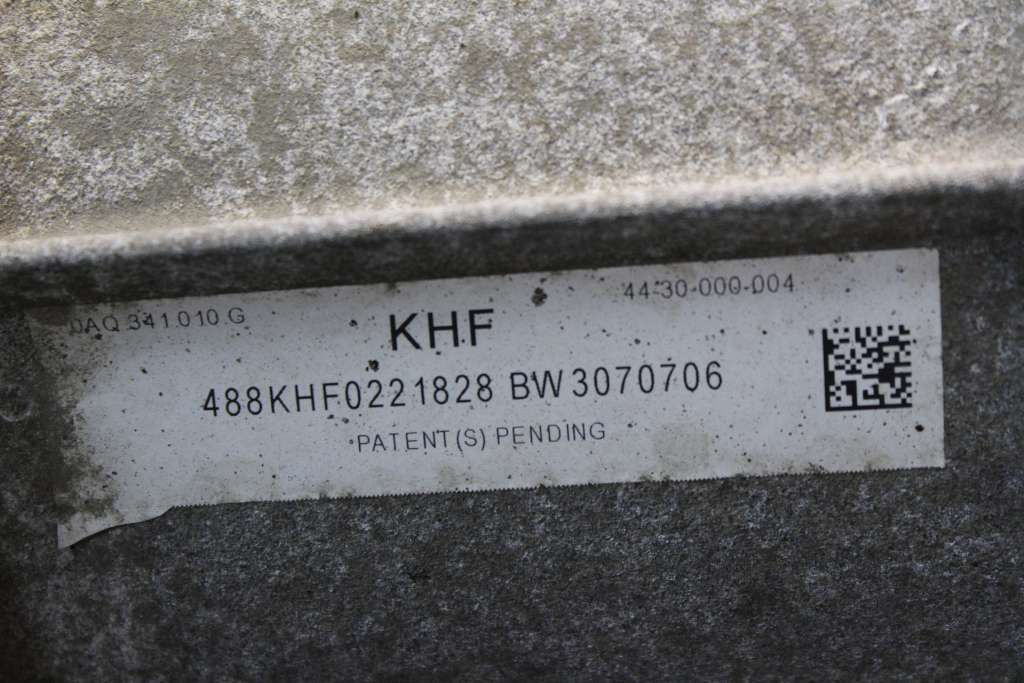 0AQ 341 010 G
44-30-000-004
KHF
488KHF0221828 BW3070706
PATENT(S) PENDING